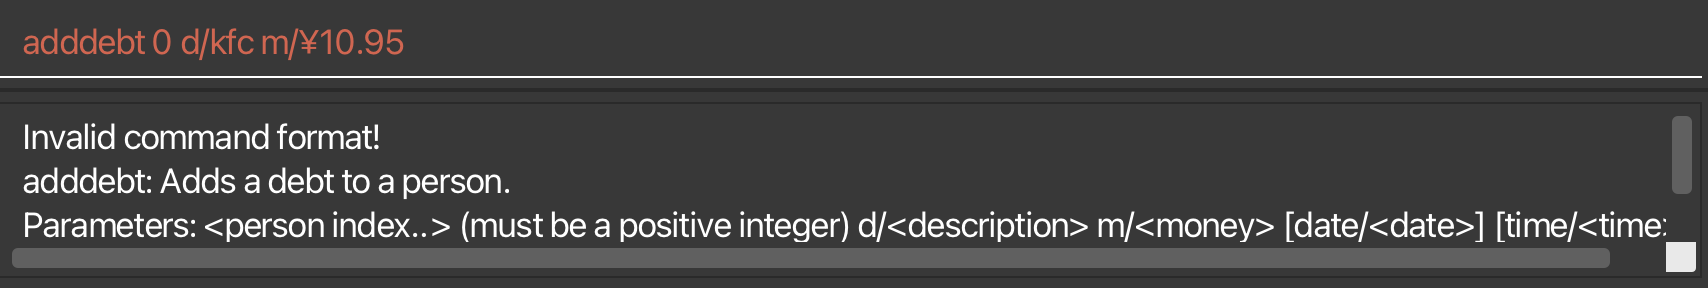 adddebt 0 d/kfc m/¥10.95
Invalid command format!
adddebt: Adds a debt to a person.
Parameters: <person index..> (must be a positive integer) d/<description> m/<money> [date/<date>] [time/<time>